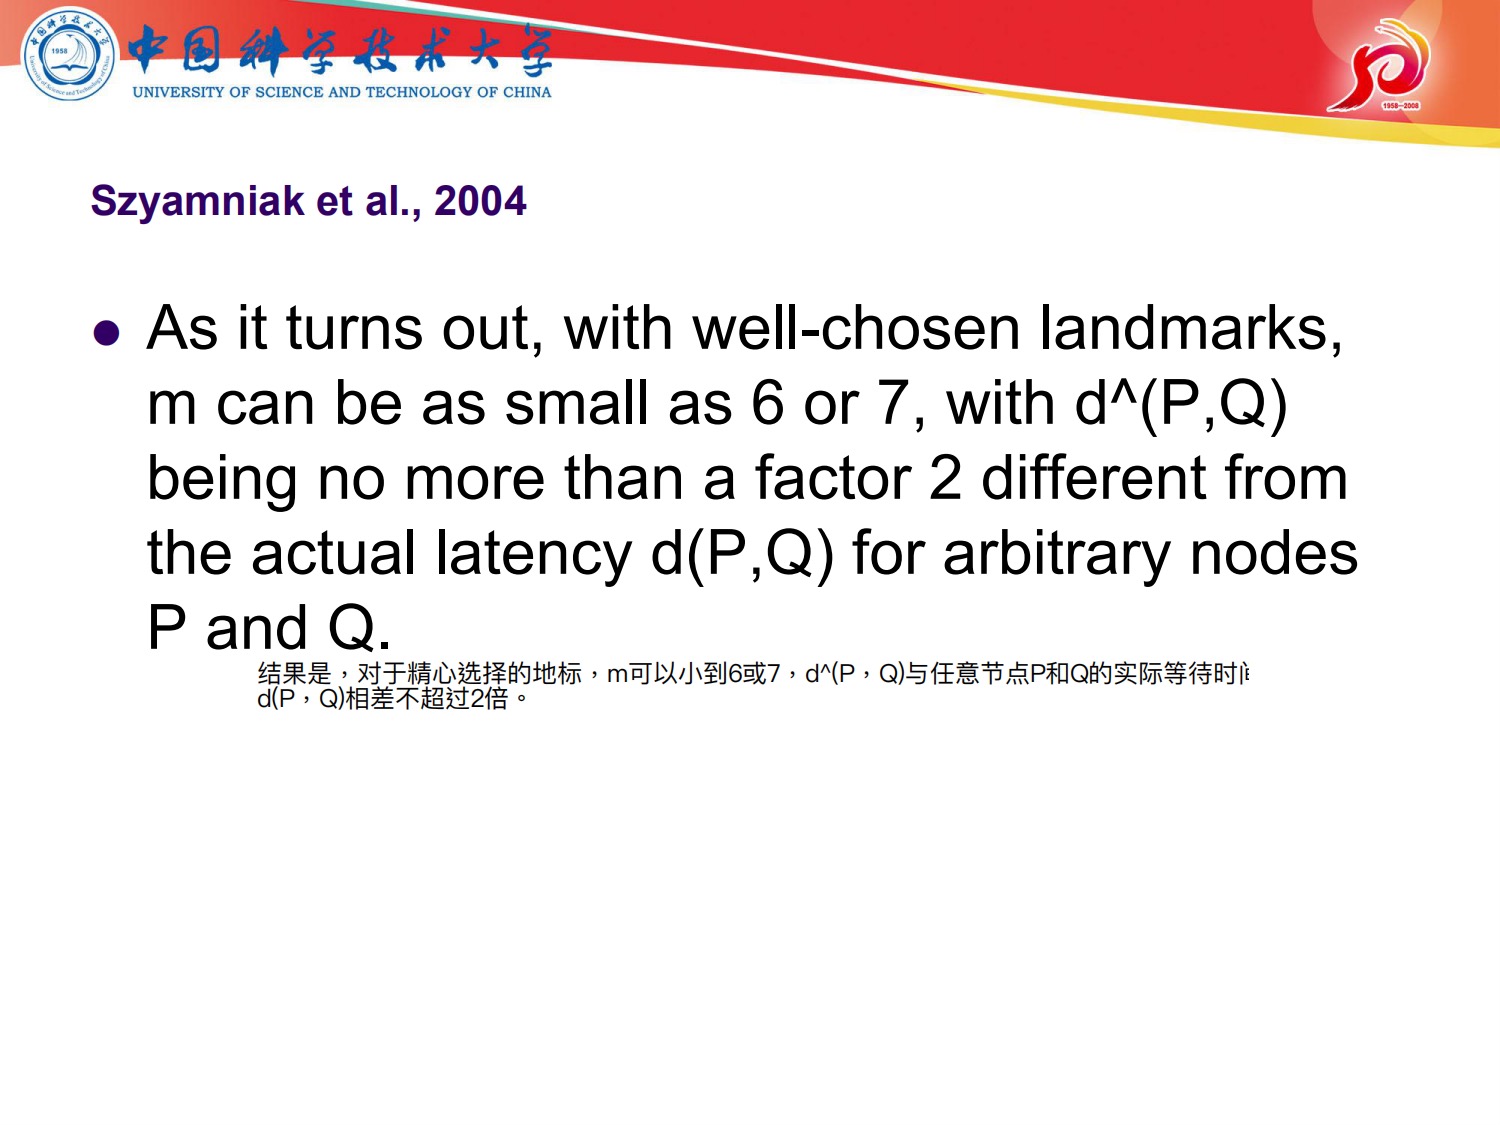 1958
中国科学技术大学
UNIVERSITY OF SCIENCE AND TECHNOLOGY OF CHINA
1958—2008
Szyamniak et al., 2004
● As it turns out, with well-chosen landmarks,
m can be as small as 6 or 7, with d^(P,Q)
being no more than a factor 2 different from
the actual latency d(P,Q) for arbitrary nodes
P and Q.
结果是，对于精心选择的地标，m可以小到6或7，d^(P，Q)与任意节点P和Q的实际等待时
d(P，Q)相差不超过2倍。